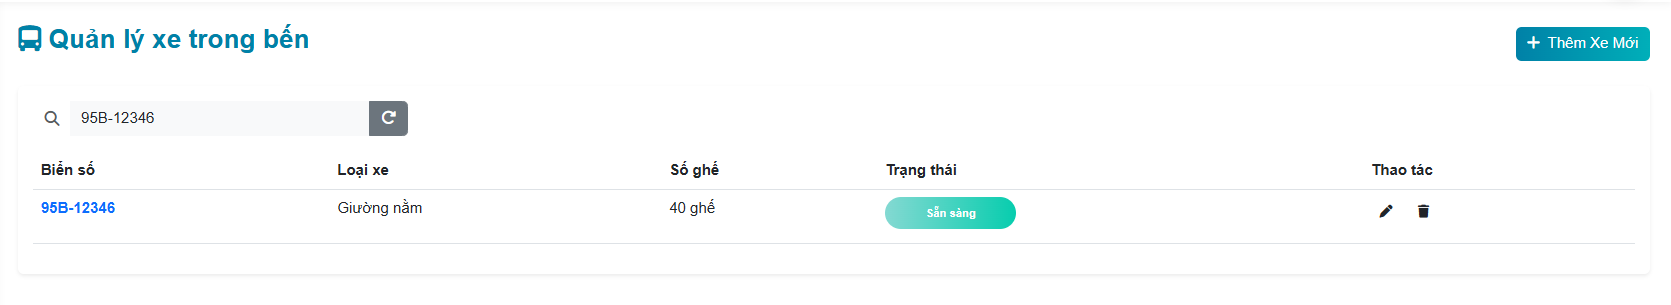 Quản lý xe trong bến
Thêm Xe Mới
95B-12346
Biển số Loại xe Số ghế Trạng thái Thao tác
95B-12346 Giường nằm 40 ghế Sẵn sàng